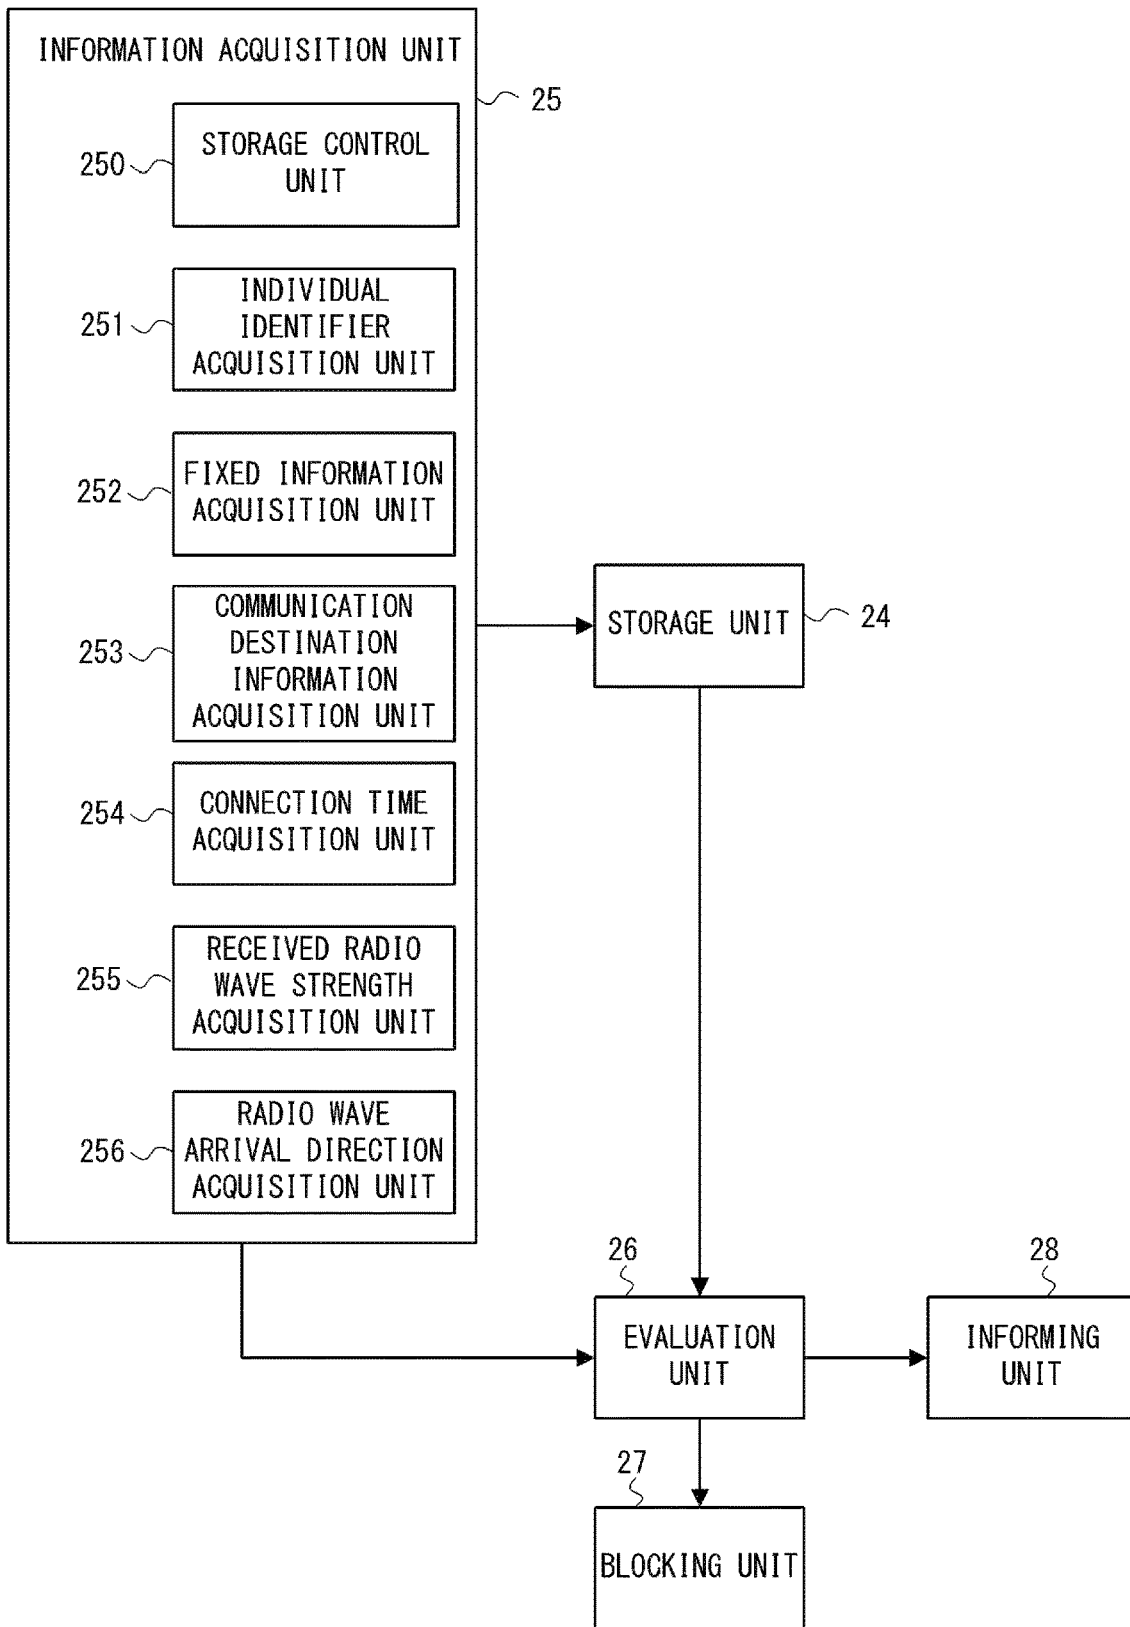 INFORMATION ACQUISITION UNIT
25
250
STORAGE CONTROL
UNIT
251
INDIVIDUAL
IDENTIFIER
ACQUISITION UNIT
252
FIXED INFORMATION
ACQUISITION UNIT
253
COMMUNICATION
DESTINATION
INFORMATION
ACQUISITION UNIT
STORAGE UNIT
24
254
CONNECTION TIME
ACQUISITION UNIT
255
RECEIVED RADIO
WAVE STRENGTH
ACQUISITION UNIT
256
RADIO WAVE
ARRIVAL DIRECTION
ACQUISITION UNIT
26
EVALUATION
UNIT
28
INFORMING
UNIT
27
BLOCKING UNIT